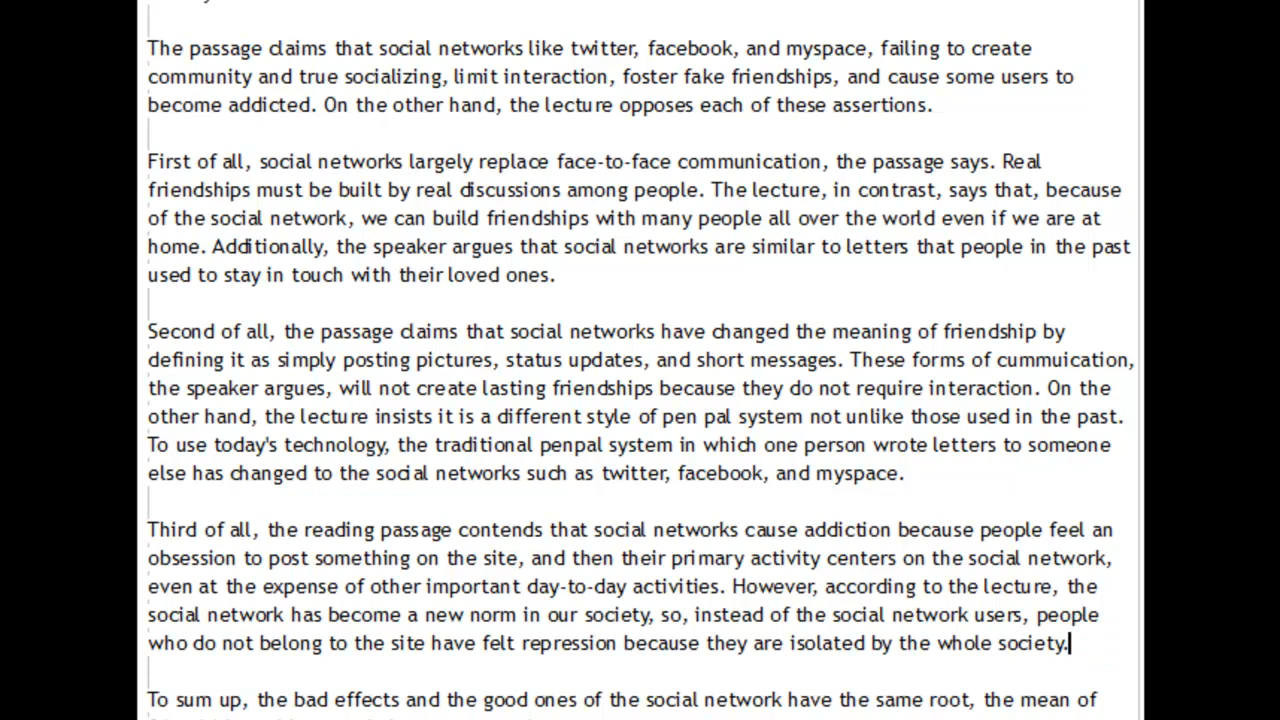 The passage claims that social networks like twitter, facebook, and myspace, failing to create
community and true socializing, limit interaction, foster fake friendships, and cause some users to
become addicted. On the other hand, the lecture opposes each of these assertions.
First of all, social networks largely replace face-to-face communication, the passage says. Real
friendships must be built by real discussions among people. The lecture, in contrast, says that, because
of the social network, we can build friendships with many people all over the world even if we are at
home. Additionally, the speaker argues that social networks are similar to letters that people in the past
used to stay in touch with their loved ones.
Second of all, the passage claims that social networks have changed the meaning of friendship by
defining it as simply posting pictures, status updates, and short messages. These forms of cummuication,
the speaker argues, will not create lasting friendships because they do not require interaction. On the
other hand, the lecture insists it is a different style of pen pal system not unlike those used in the past.
To use today's technology, the traditional penpal system in which one person wrote letters to someone
else has changed to the social networks such as twitter, facebook, and myspace.
Third of all, the reading passage contends that social networks cause addiction because people feel an
obsession to post something on the site, and then their primary activity centers on the social network,
even at the expense of other important day-to-day activities. However, according to the lecture, the
social network has become a new norm in our society, so, instead of the social network users, people
who do not belong to the site have felt repression because they are isolated by the whole society.
To sum up, the bad effects and the good ones of the social network have the same root, the mean of